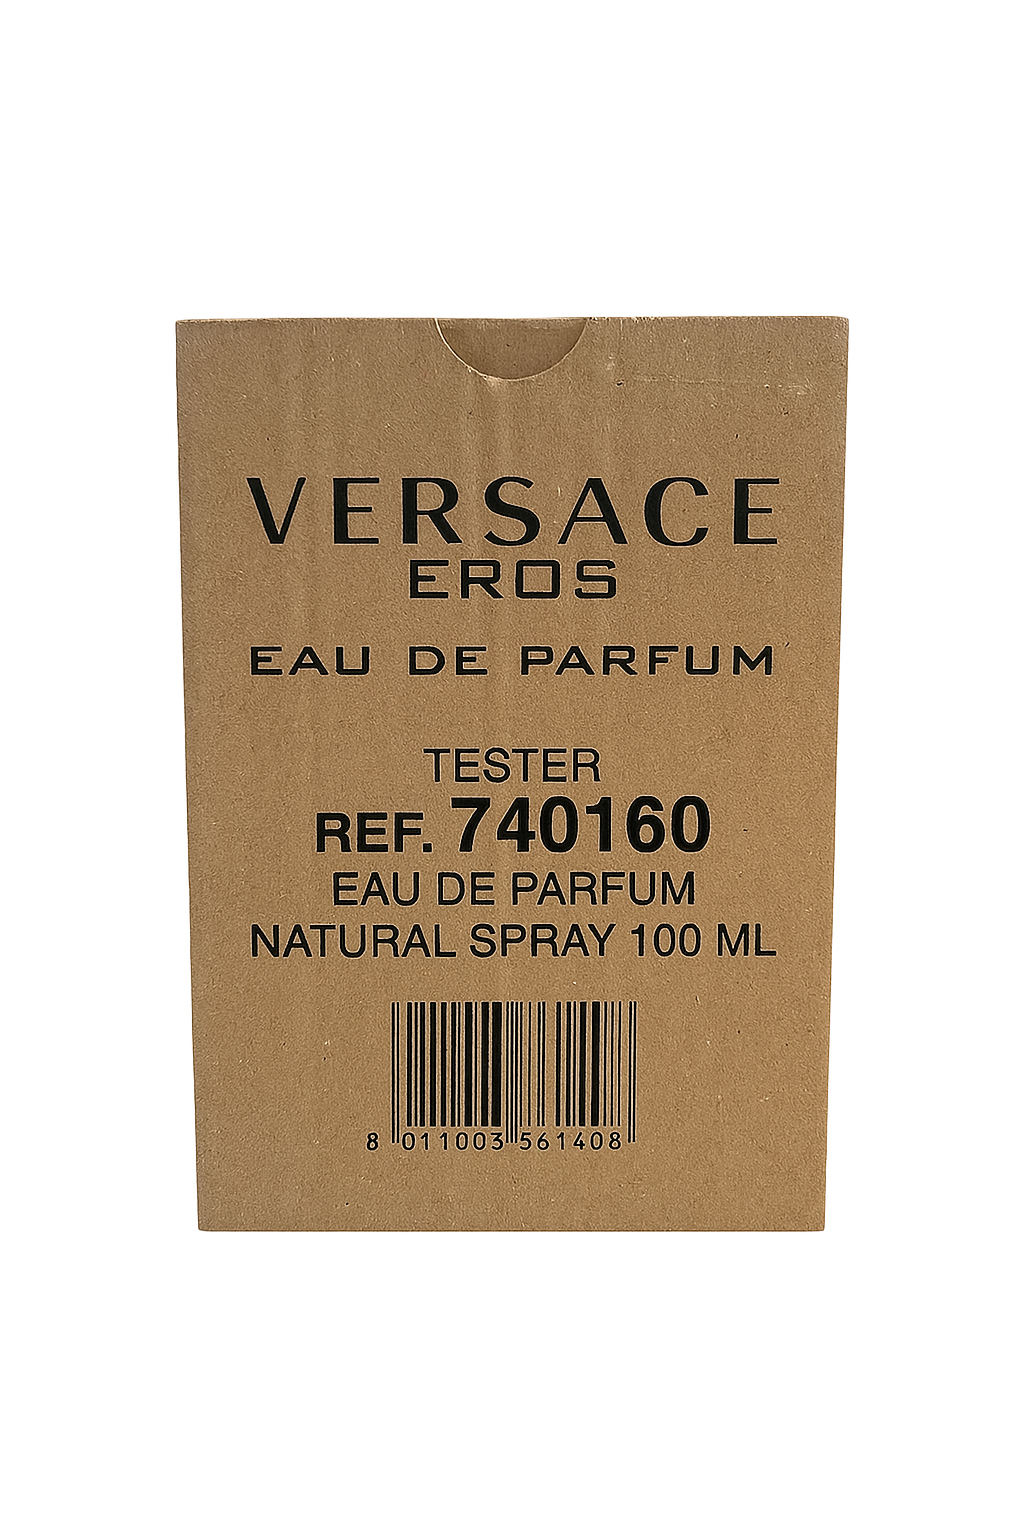 VERSACE
EROS
EAU DE PARFUM
TESTER
REF. 740160
EAU DE PARFUM
NATURAL SPRAY 100 ML
8 011003 561408